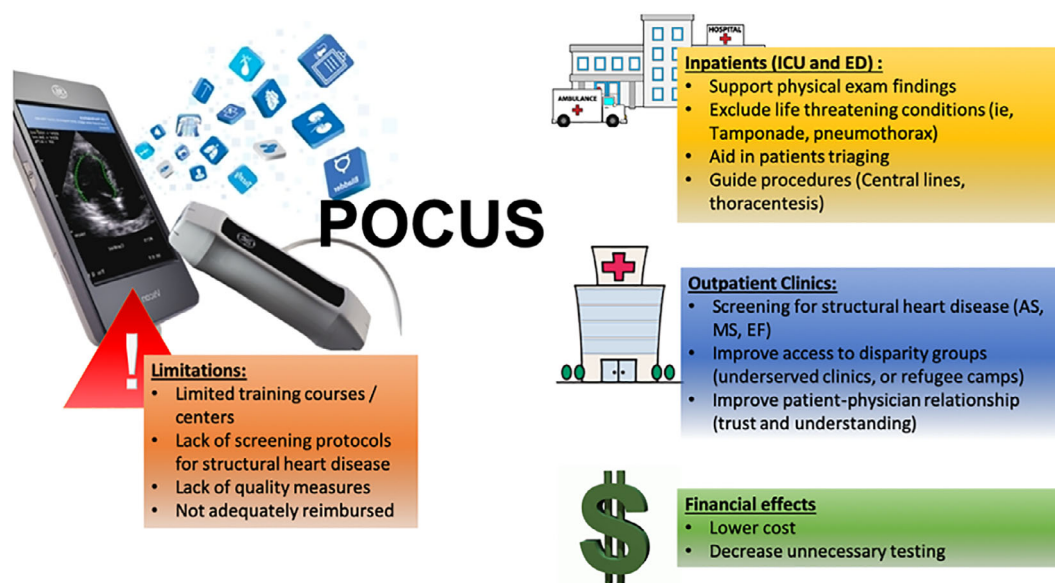 POCUS
Limitations:
• Limited training courses /
centers
• Lack of screening protocols
for structural heart disease
• Lack of quality measures
• Not adequately reimbursed
HOSPITAL
AMBULANCE
Inpatients (ICU and ED) :
• Support physical exam findings
• Exclude life threatening conditions (ie,
Tamponade, pneumothorax)
• Aid in patients triaging
• Guide procedures (Central lines,
thoracentesis)
Outpatient Clinics:
• Screening for structural heart disease (AS,
MS, EF)
• Improve access to disparity groups
(underserved clinics, or refugee camps)
• Improve patient-physician relationship
(trust and understanding)
$
Financial effects
• Lower cost
• Decrease unnecessary testing
Bladder
!